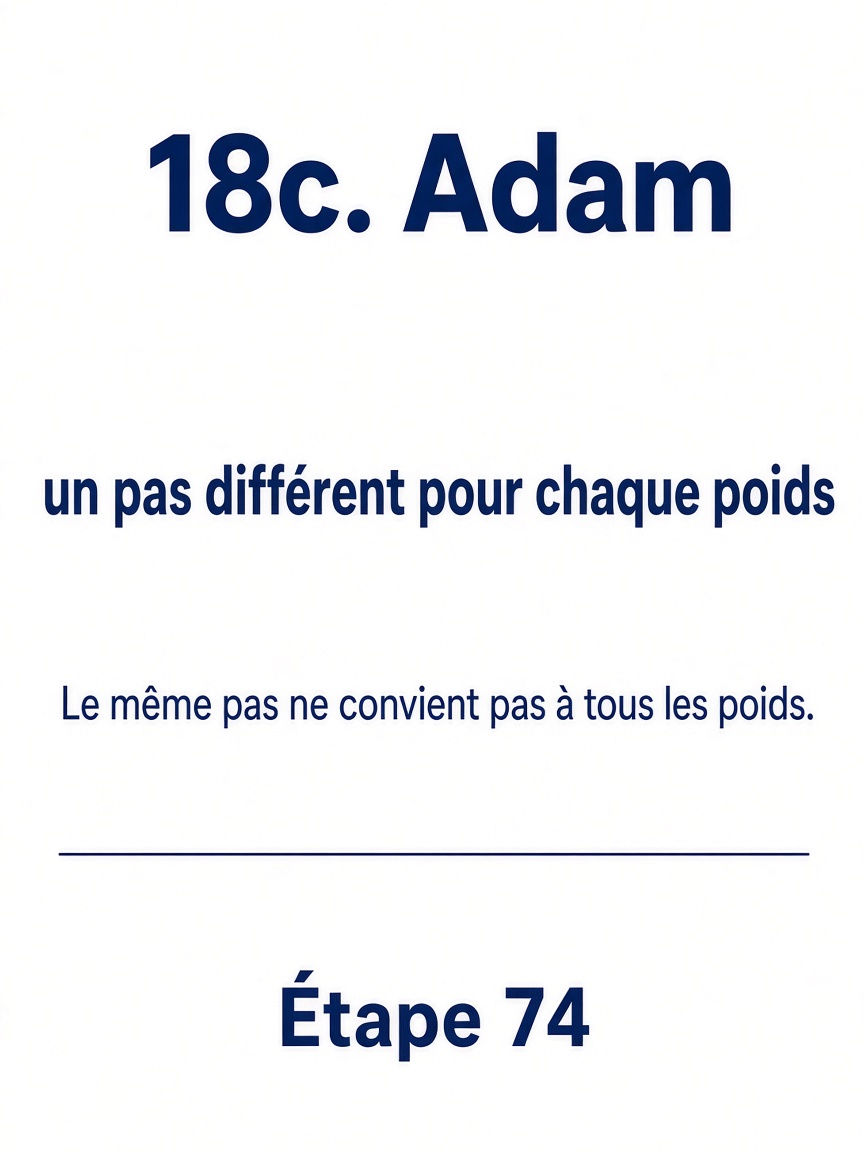 18c. Adam
un pas différent pour chaque poids
Le même pas ne convient pas à tous les poids.
Étape 74